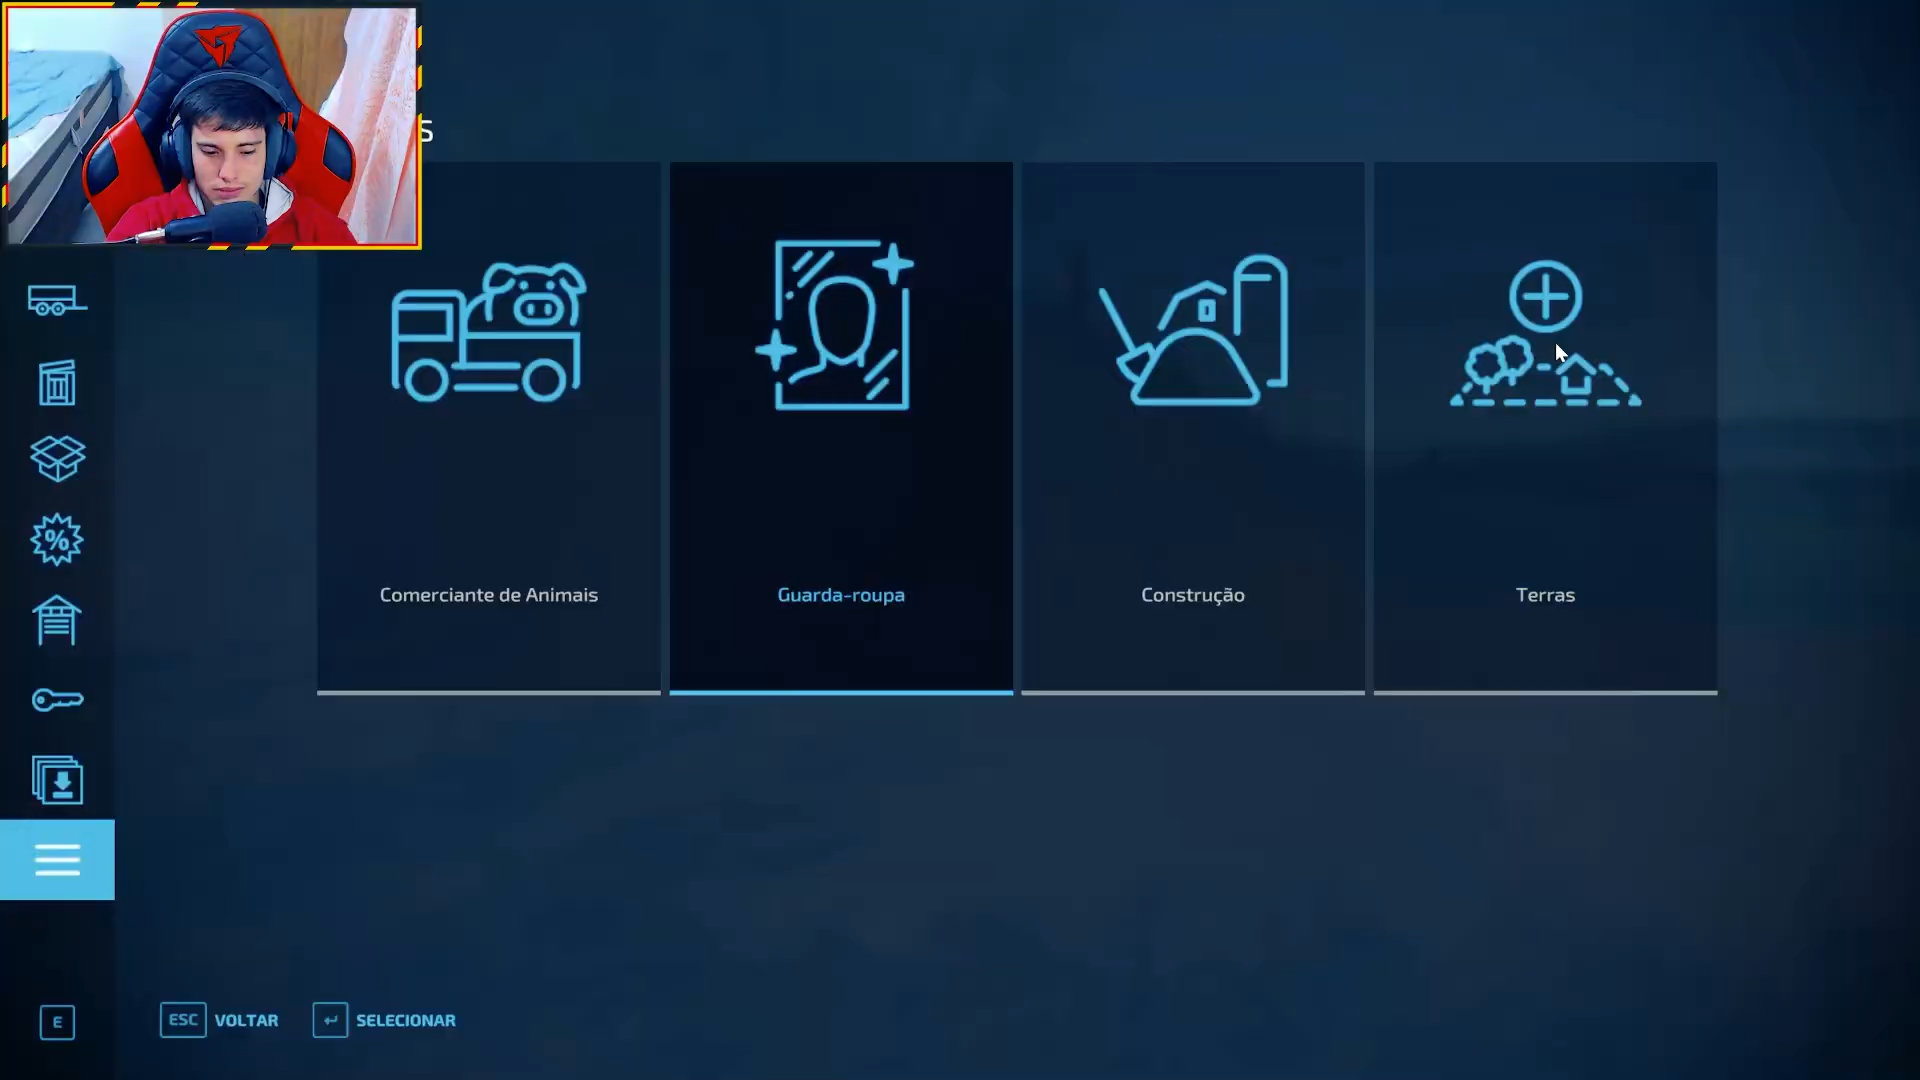 S
Comerciante de Animais
Guarda-roupa
Construção
Terras
%
E
ESC VOLTAR
SELECIONAR